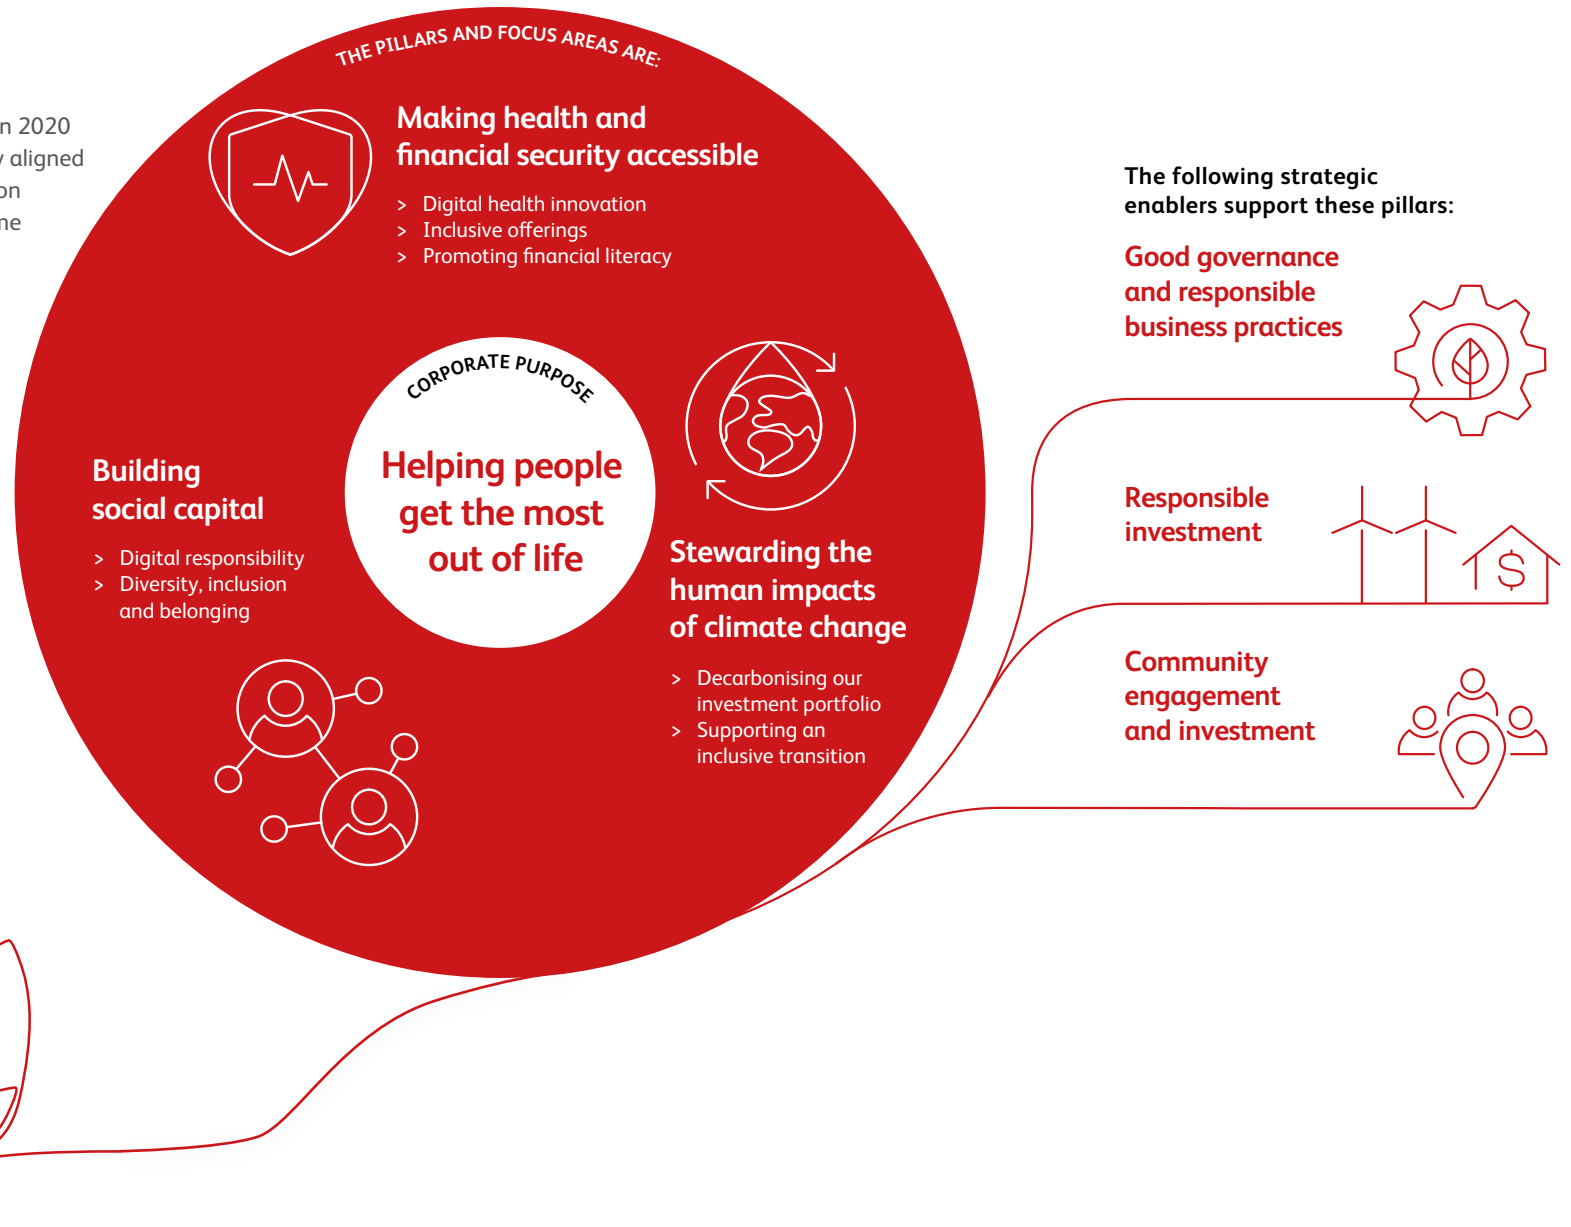 n 2020
aligned
on
me
THE PILLARS AND FOCUS AREAS ARE:
Making health and
financial security accessible
> Digital health innovation
> Inclusive offerings
> Promoting financial literacy
CORPORATE PURPOSE
Helping people
get the most
out of life
Building
social capital
> Digital responsibility
> Diversity, inclusion
and belonging
Stewarding the
human impacts
of climate change
> Decarbonising our
investment portfolio
> Supporting an
inclusive transition
The following strategic
enablers support these pillars:
Good governance
and responsible
business practices
Responsible
investment
$
Community
engagement
and investment